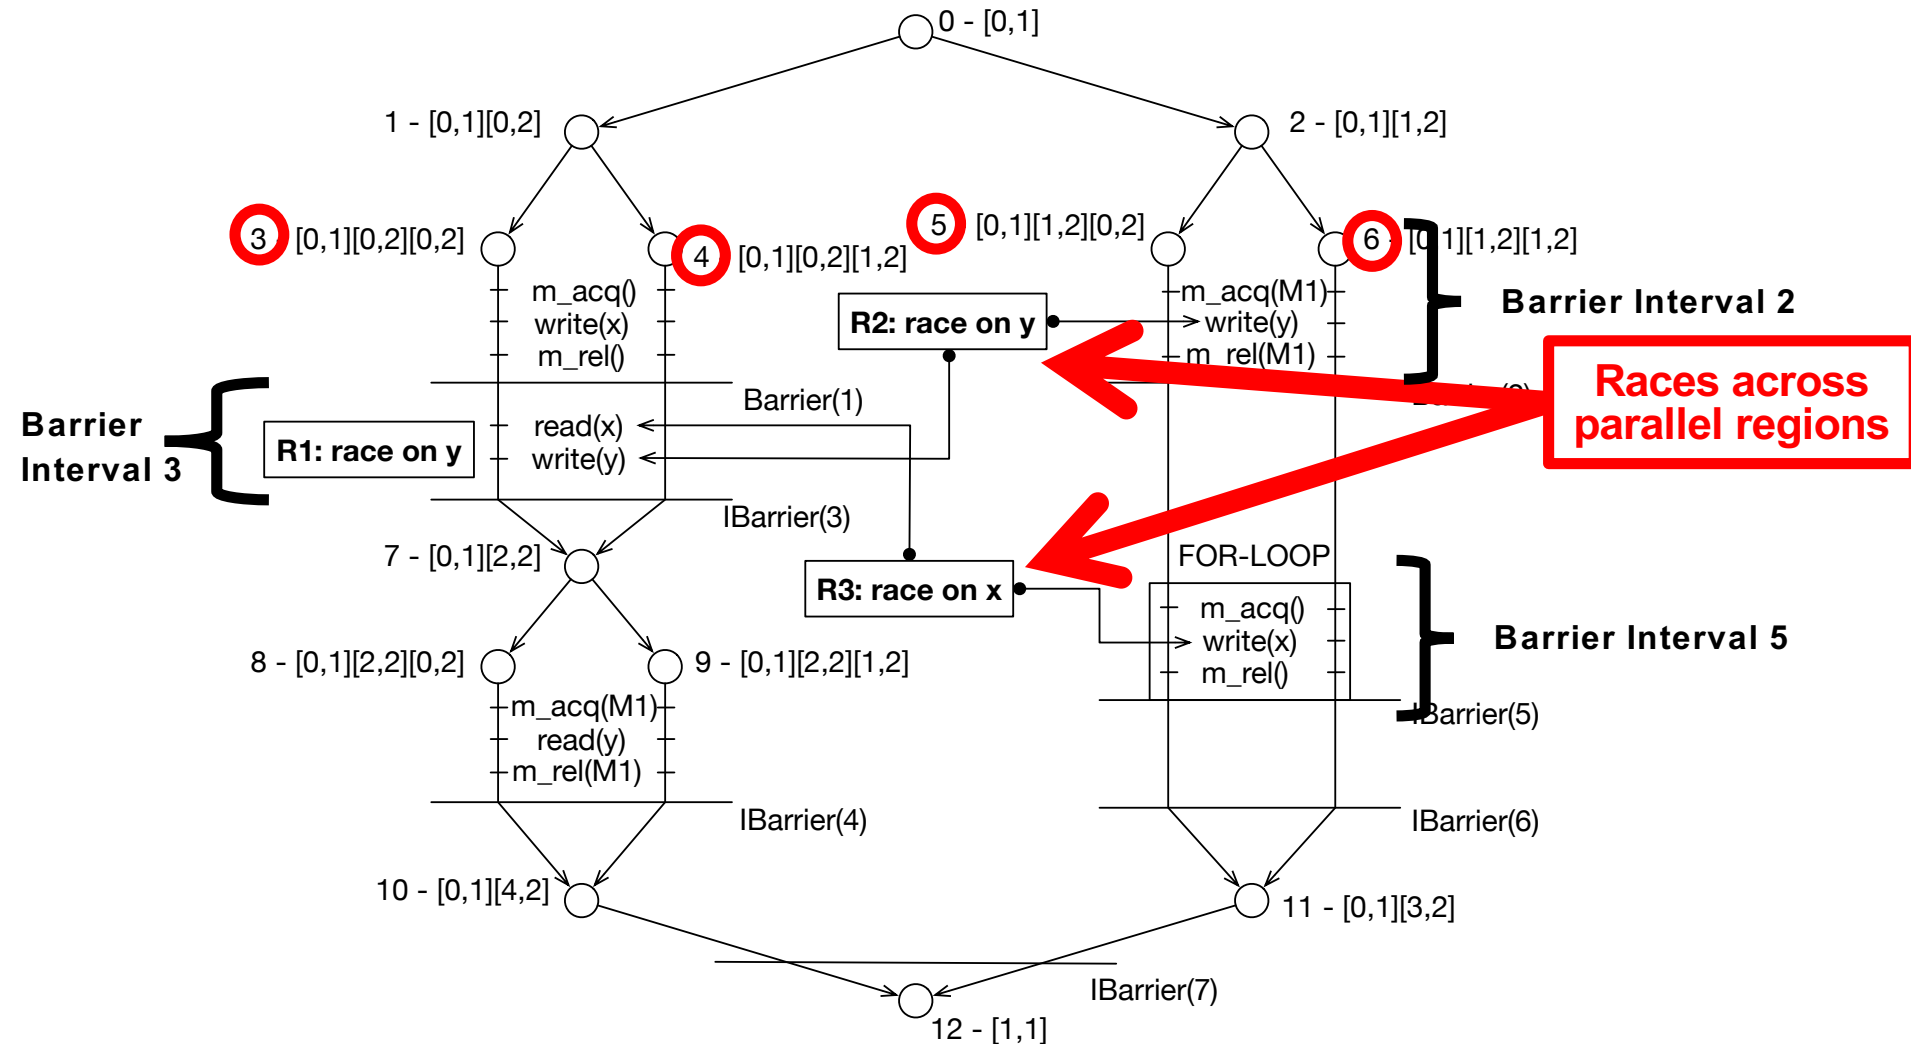 0 - [0,1]
1 - [0,1][0,2]
2 - [0,1][1,2]
3 - [0,1][0,2][0,2]
4 [0,1][0,2][1,2]
5 [0,1][1,2][0,2]
6 - [0,1][1,2][1,2]
m_acq()
write(x)
m_rel()
R2: race on y
m_acq(M1)
write(y)
m_rel(M1)
Barrier Interval 2
Races across
parallel regions
Barrier(1)
Barrier
Interval 3
R1: race on y
read(x)
write(y)
IBarrier(3)
7 - [0,1][2,2]
R3: race on x
FOR-LOOP
m_acq()
write(x)
m_rel()
Barrier Interval 5
IBarrier(5)
8 - [0,1][2,2][0,2]
9 - [0,1][2,2][1,2]
m_acq(M1)
read(y)
m_rel(M1)
IBarrier(4)
IBarrier(6)
10 - [0,1][4,2]
11 - [0,1][3,2]
IBarrier(7)
12 - [1,1]